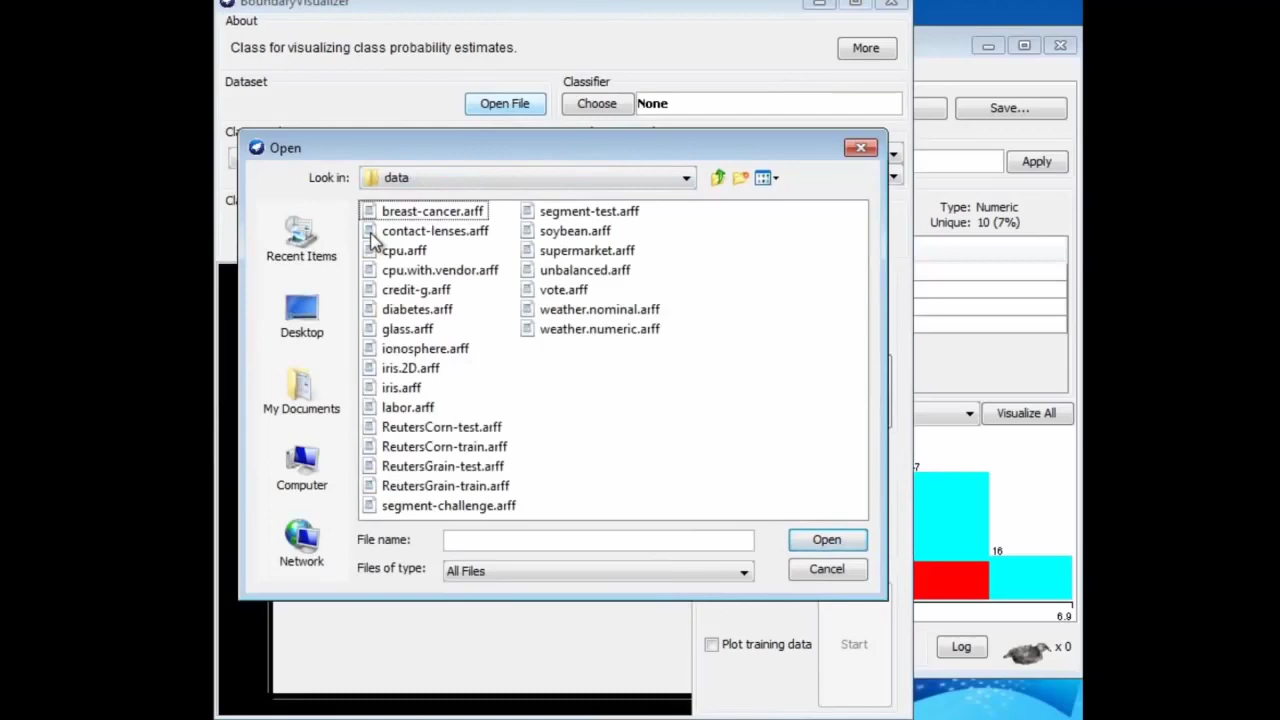 BoundaryVisualizer
About
Class for visualizing class probability estimates.
More
Dataset
Classifier
Open File
Choose
None
Save...
Open
Look in:
data
Apply
Recent Items
Desktop
My Documents
Computer
Network
breast-cancer.arff
contact-lenses.arff
cpu.arff
cpu.with.vendor.arff
credit-g.arff
diabetes.arff
glass.arff
ionosphere.arff
iris.2D.arff
iris.arff
labor.arff
ReutersCorn-test.arff
ReutersCorn-train.arff
ReutersGrain-test.arff
ReutersGrain-train.arff
segment-challenge.arff
segment-test.arff
soybean.arff
supermarket.arff
unbalanced.arff
vote.arff
weather.nominal.arff
weather.numeric.arff
File name:
Open
Files of type:
All Files
Cancel
Type: Numeric
Unique: 10 (7%)
Visualize All
16
6.9
Plot training data
Start
Log
x 0